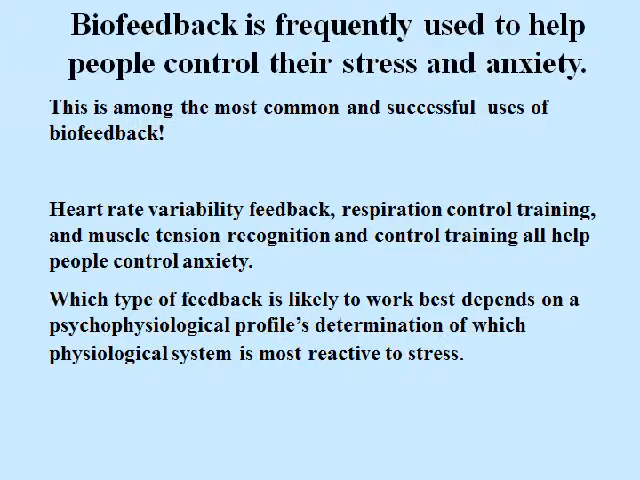 Biofeedback is frequently used to help
people control their stress and anxiety.
This is among the most common and successful uses of
biofeedback!
Heart rate variability feedback, respiration control training,
and muscle tension recognition and control training all help
people control anxiety.
Which type of feedback is likely to work best depends on a
psychophysiological profile's determination of which
physiological system is most reactive to stress.